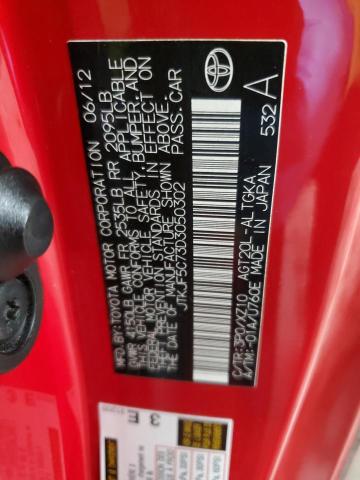 MFD. BY: TOYOTA MOTOR CORPORATION 06/12
GVWR 4150LB GAWR FR 2535LB RR 2095LB
THIS VEHICLE CONFORMS TO ALL APPLICABLE
FEDERAL MOTOR VEHICLE SAFETY, BUMPER, AND
THEFT PREVENTION STANDARDS IN EFFECT ON
THE DATE OF MANUFACTURE SHOWN ABOVE.
JTKJF5C73D3050302 PASS. CAR
C/TR: 3P0/XZ10 AGT20L-ALTGKA
A/TM: -01A/U760E MADE IN JAPAN
532 A